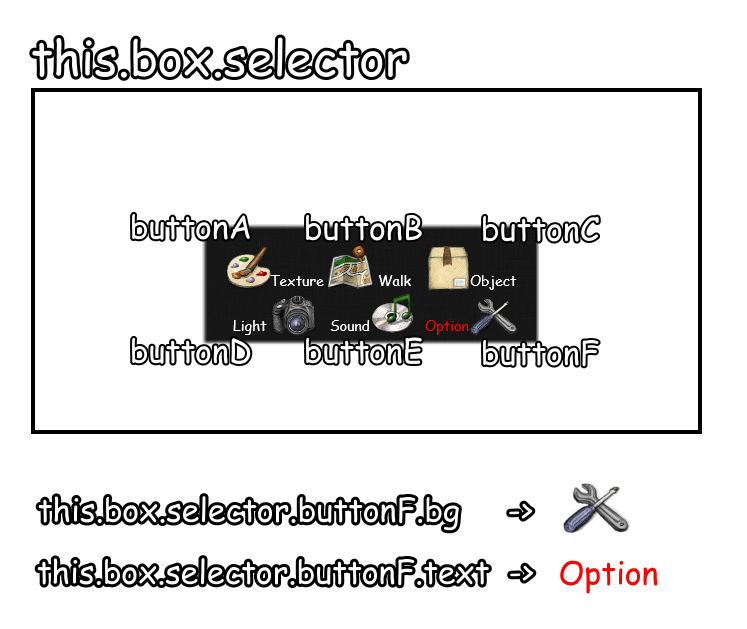 this.box.selector
buttonA buttonB buttonC
Texture Walk Object
Light Sound Option
buttonD buttonE buttonF
this.box.selector.buttonF.bg ->
this.box.selector.buttonF.text -> Option